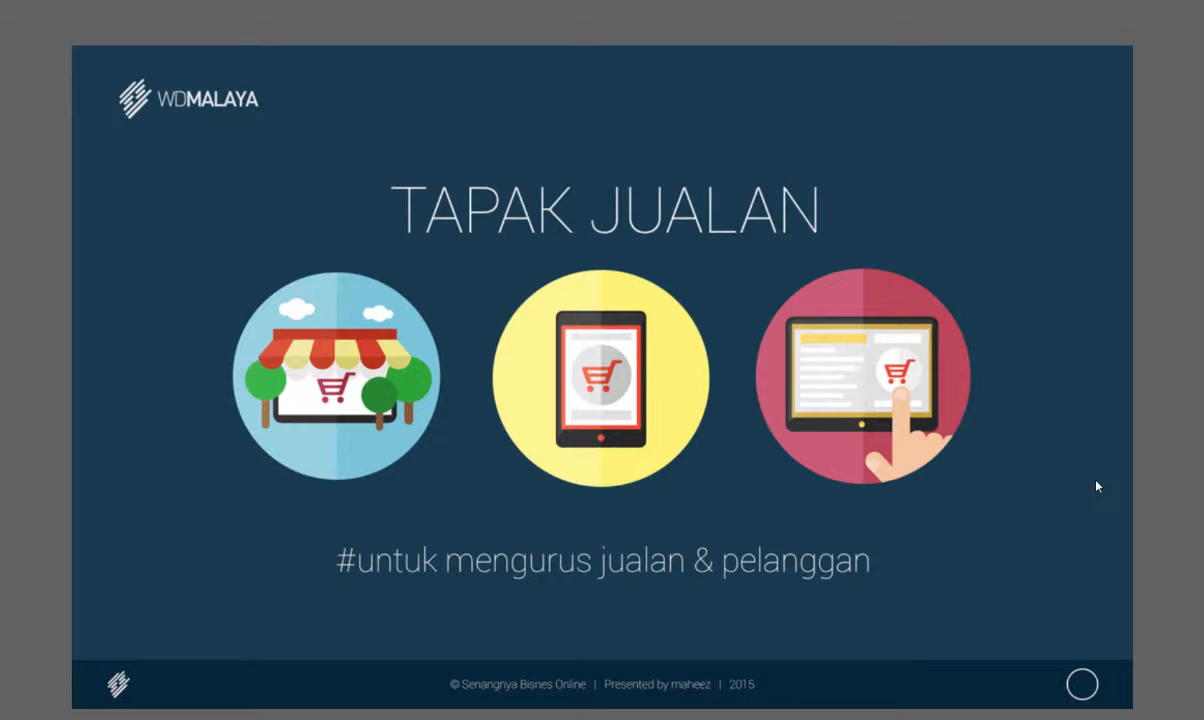 WDMALAYA
TAPAK JUALAN
#untuk mengurus jualan & pelanggan
© Senangnya Bisnes Online | Presented by maheez | 2015